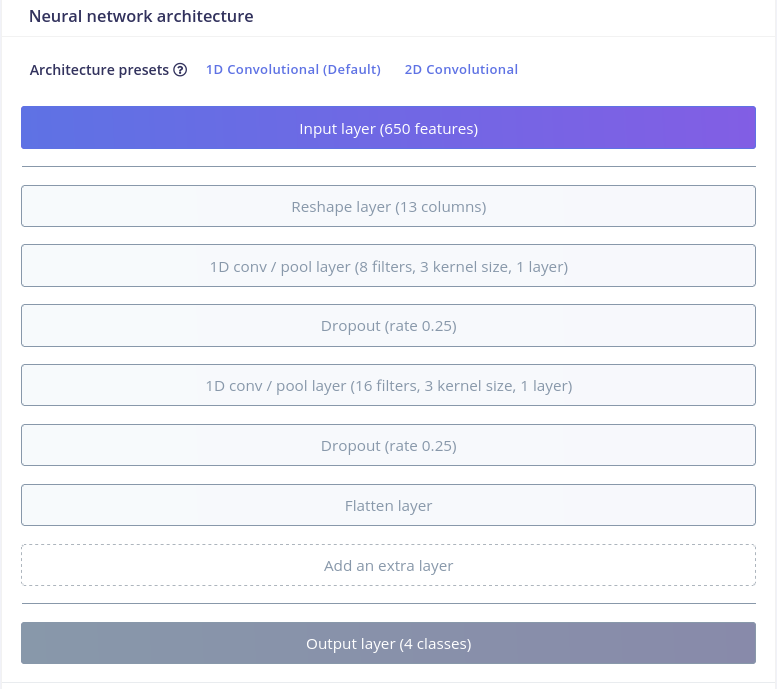 Neural network architecture
Architecture presets ? 1D Convolutional (Default) 2D Convolutional
Input layer (650 features)
Reshape layer (13 columns)
1D conv / pool layer (8 filters, 3 kernel size, 1 layer)
Dropout (rate 0.25)
1D conv / pool layer (16 filters, 3 kernel size, 1 layer)
Dropout (rate 0.25)
Flatten layer
Add an extra layer
Output layer (4 classes)